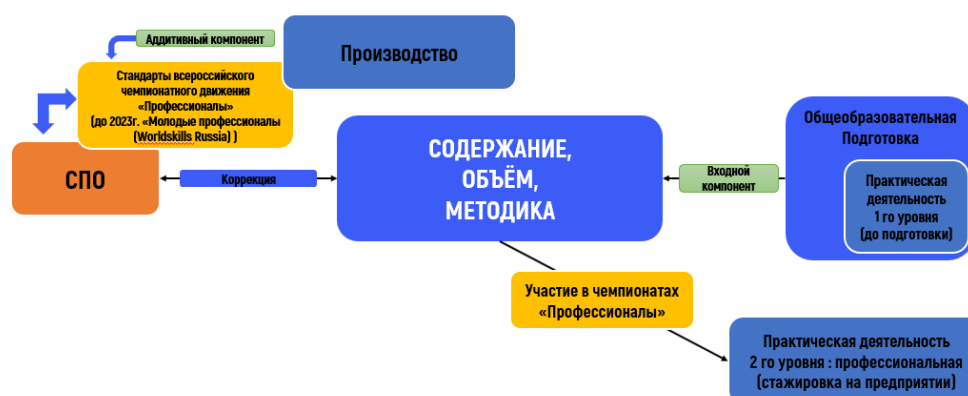 Аддитивный компонент
Производство
Стандарты всероссийского
чемпионатного движения
«Профессионалы»
(до 2023г. «Молодые профессионалы
(Worldskills Russia) )
СПО
Коррекция
СОДЕРЖАНИЕ,
ОБЪЁМ,
МЕТОДИКА
Входной
компонент
Общеобразовательная
Подготовка
Практическая
деятельность
1 го уровня
(до подготовки)
Участие в чемпионатах
«Профессионалы»
Практическая деятельность
2 го уровня : профессиональная
(стажировка на предприятии)